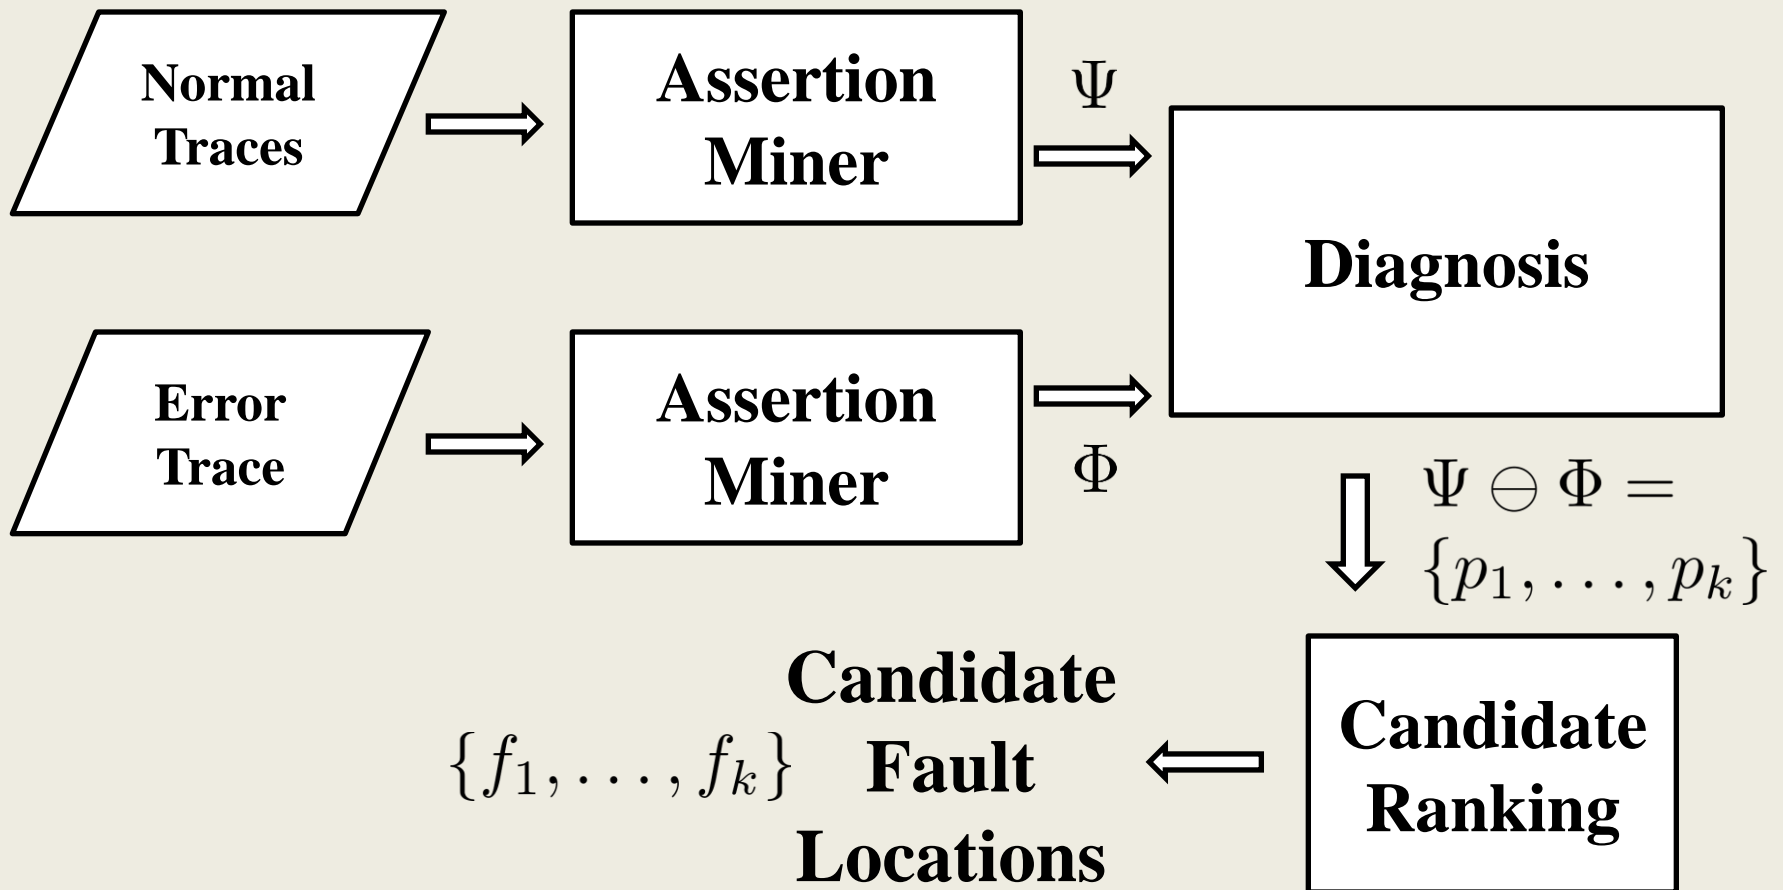 Normal
Traces
Assertion
Miner
Ψ
Diagnosis
Error
Trace
Assertion
Miner
Φ
Ψ ⊖ Φ =
{p₁, . . . , pₖ}
Candidate
Ranking
Candidate
Fault
Locations
{f₁, . . . , fₖ}